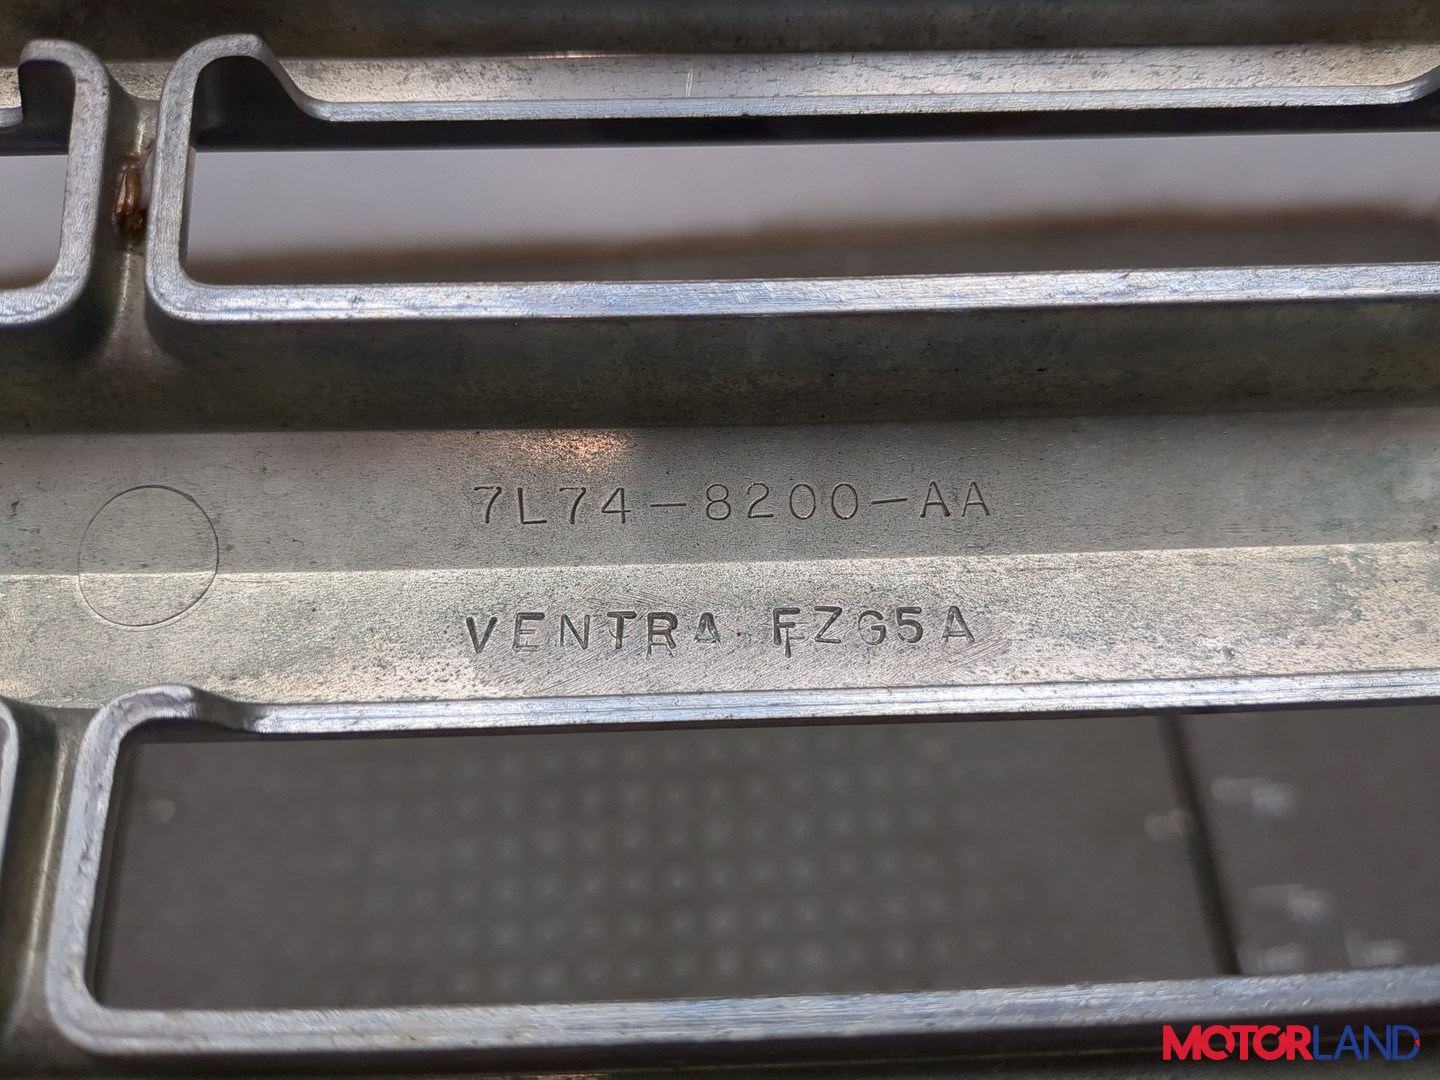 7L74-8200-AA
VENTRA FZG5A
MOTORLAND